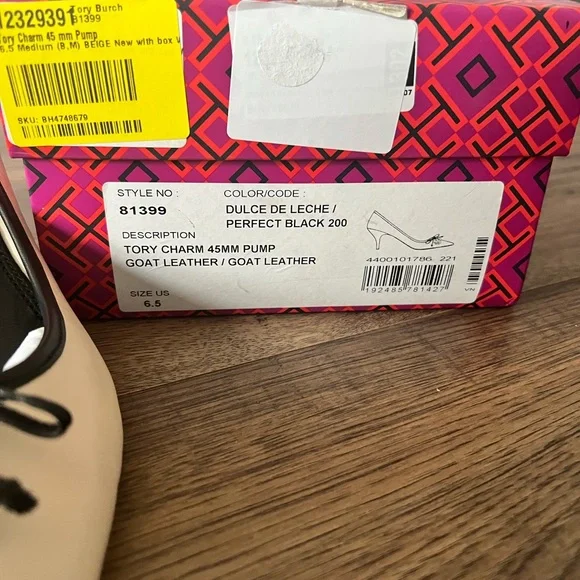 12329391
Tory Burch
81399
Tory Charm 45 mm Pump
6.5 Medium (B,M) BEIGE New with box
SKU: BH4748679
07
STYLE NO :
81399
COLOR/CODE :
DULCE DE LECHE /
PERFECT BLACK 200
DESCRIPTION
TORY CHARM 45MM PUMP
GOAT LEATHER / GOAT LEATHER
SIZE US
6.5
4400101786 221
192485781427
VN